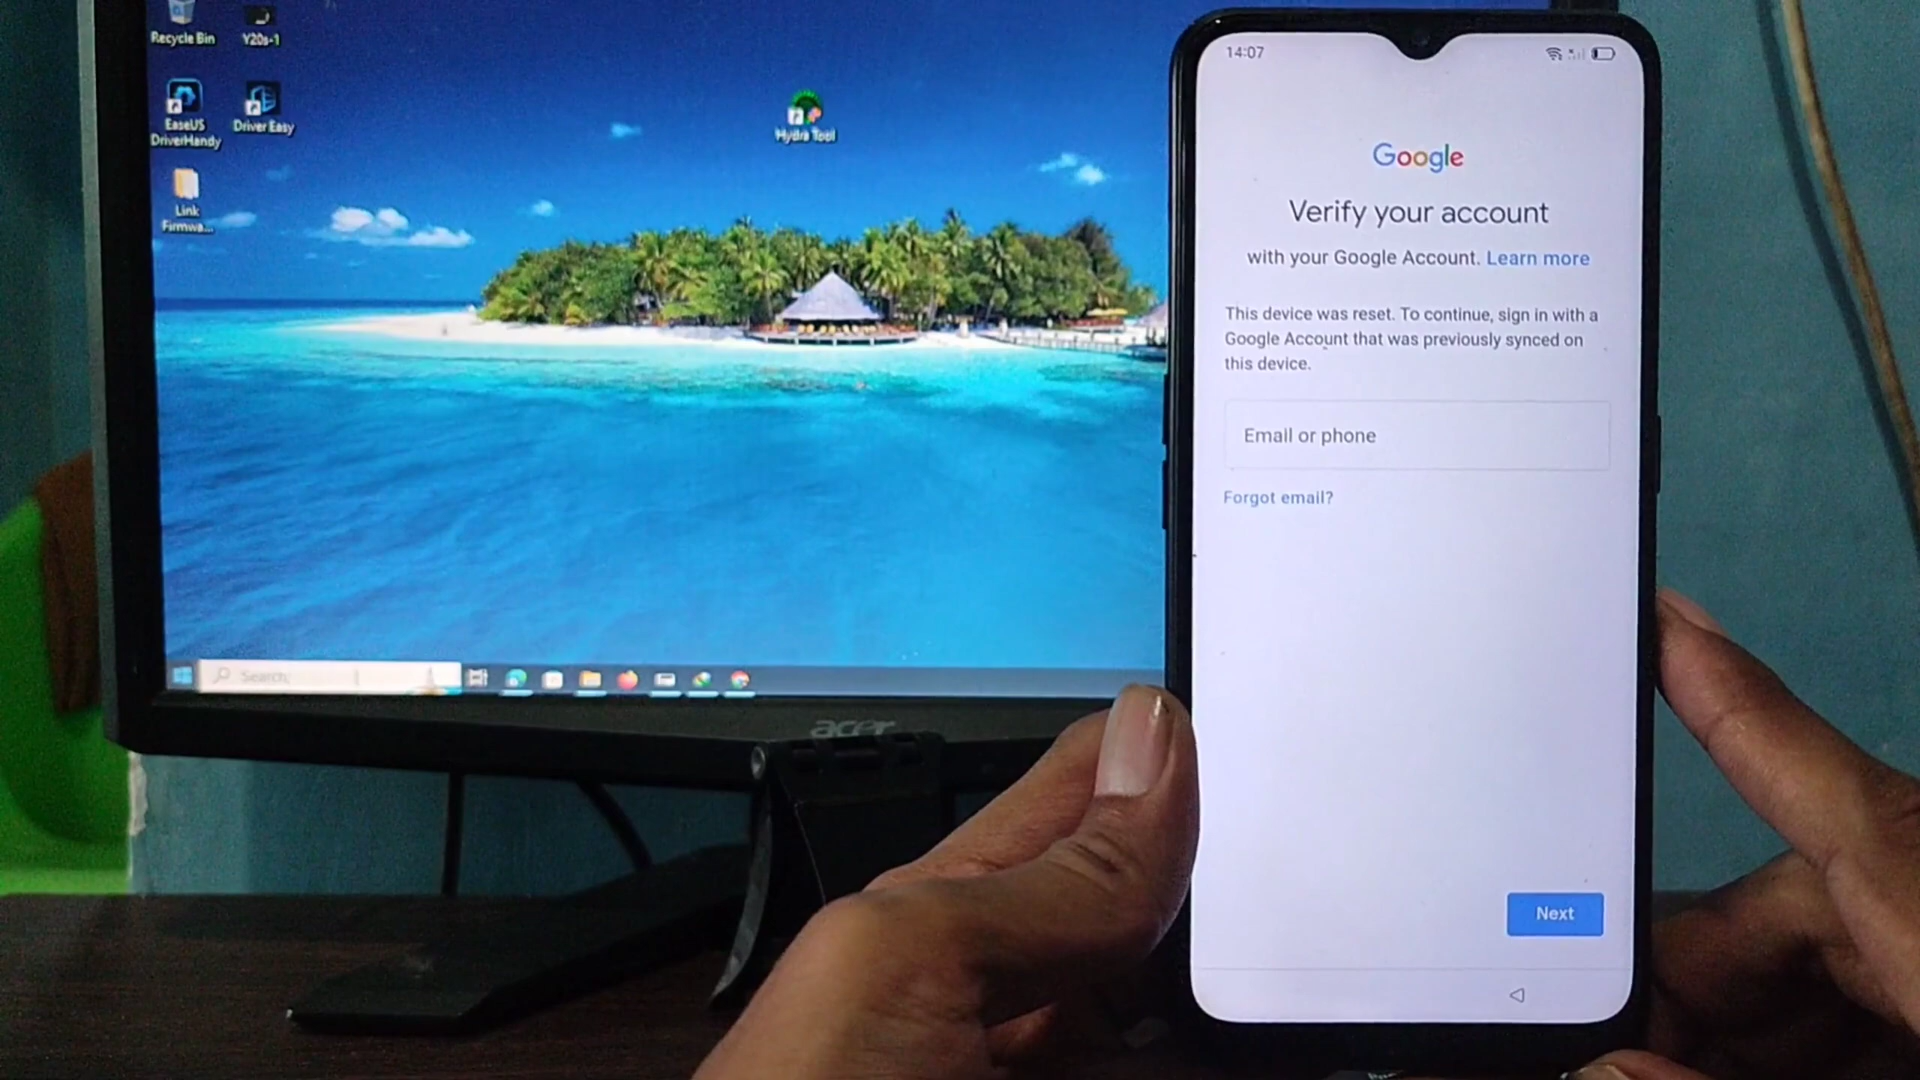 Recycle Bin
Y20s-1
EaseUS
DriverHandy
Driver Easy
Link
Firmwa...
Hydra Tool
Search
acer
14:07
Google
Verify your account
with your Google Account. Learn more
This device was reset. To continue, sign in with a
Google Account that was previously synced on
this device.
Email or phone
Forgot email?
Next